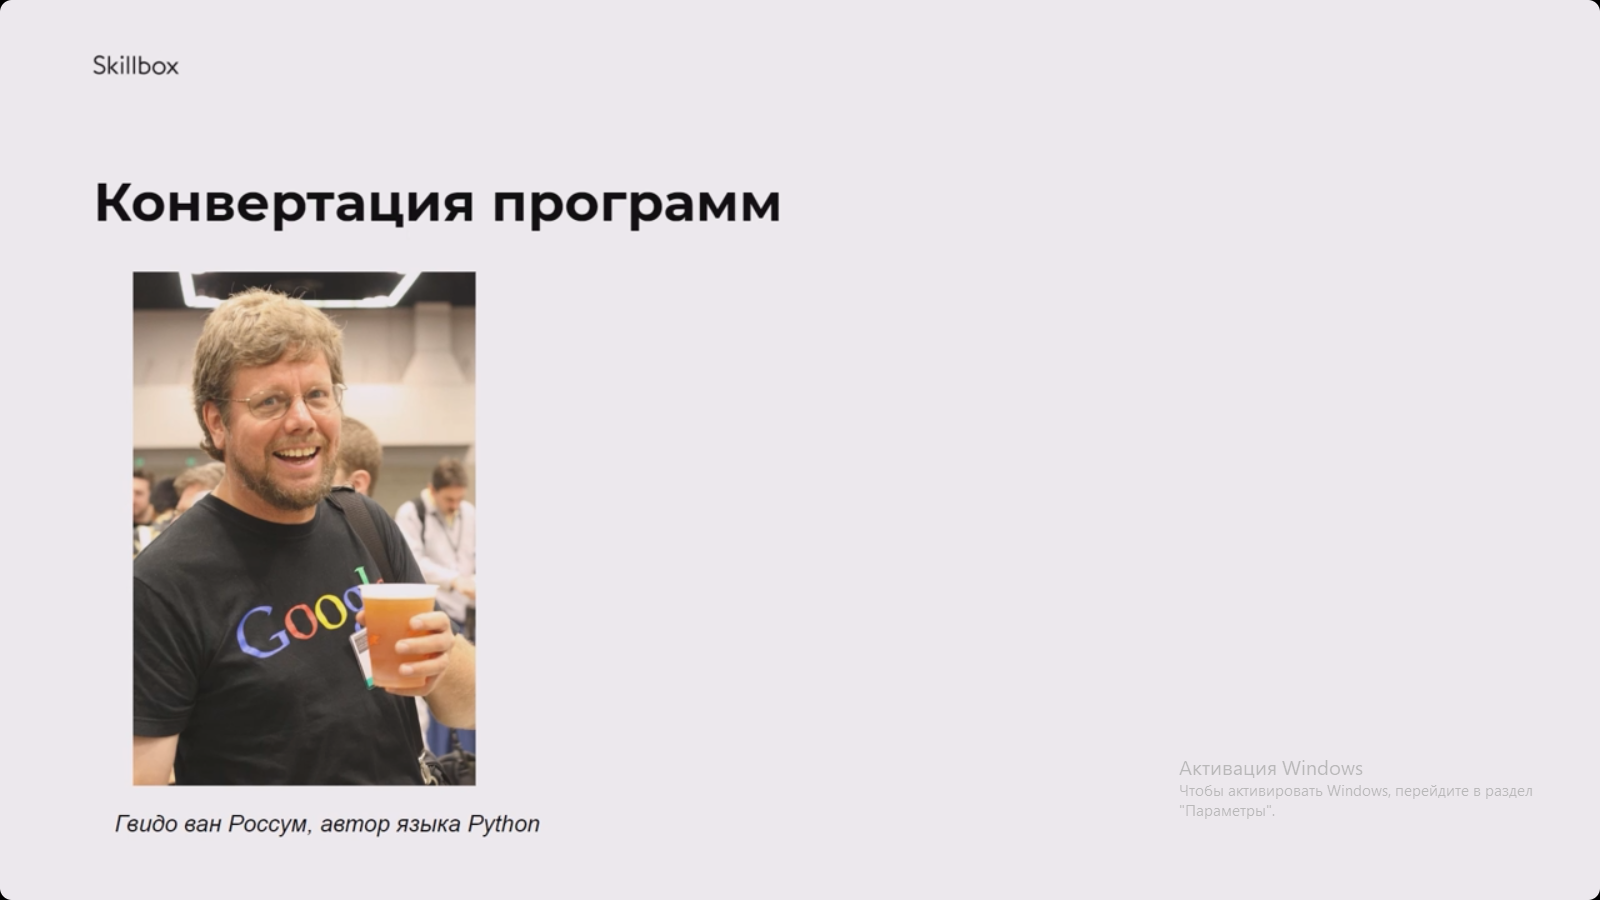 Skillbox
Конвертация программ
Google
Гвидо ван Россум, автор языка Python
Активация Windows
Чтобы активировать Windows, перейдите в раздел
"Параметры".